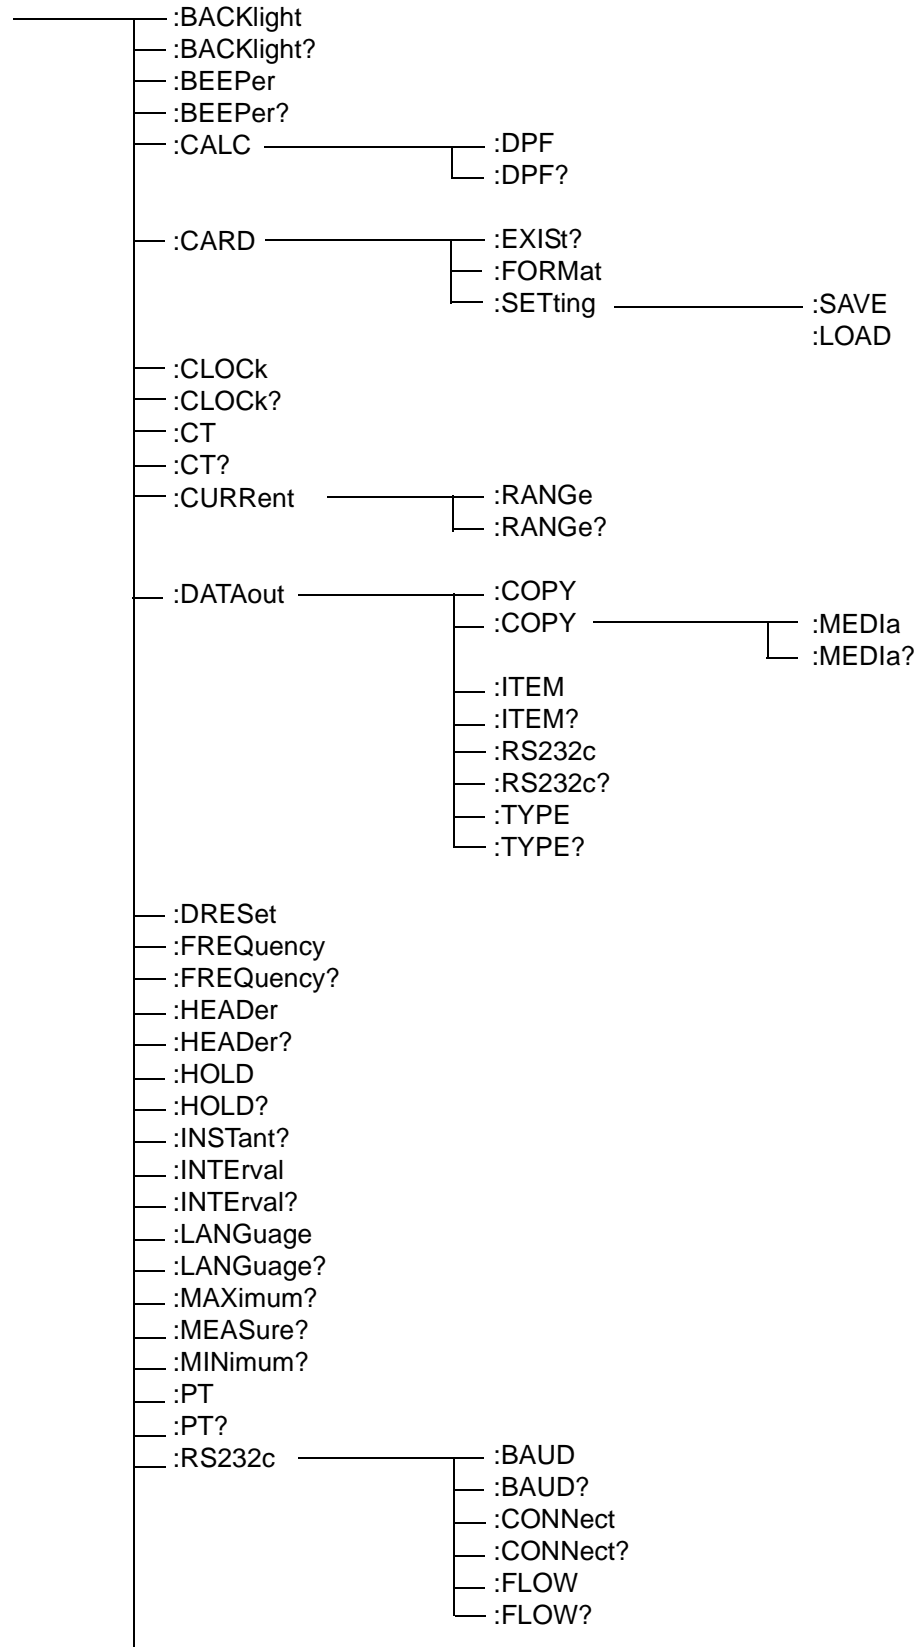 :BACKlight
:BACKlight?
:BEEPer
:BEEPer?
:CALC :DPF
:DPF?
:CARD :EXISt?
:FORMat
:SETting :SAVE
:LOAD
:CLOCk
:CLOCk?
:CT
:CT?
:CURRent :RANGe
:RANGe?
:DATAout :COPY
:COPY :MEDIa
:MEDIa?
:ITEM
:ITEM?
:RS232c
:RS232c?
:TYPE
:TYPE?
:DRESet
:FREQuency
:FREQuency?
:HEADer
:HEADer?
:HOLD
:HOLD?
:INSTant?
:INTErval
:INTErval?
:LANGuage
:LANGuage?
:MAXimum?
:MEASure?
:MINimum?
:PT
:PT?
:RS232c :BAUD
:BAUD?
:CONNect
:CONNect?
:FLOW
:FLOW?